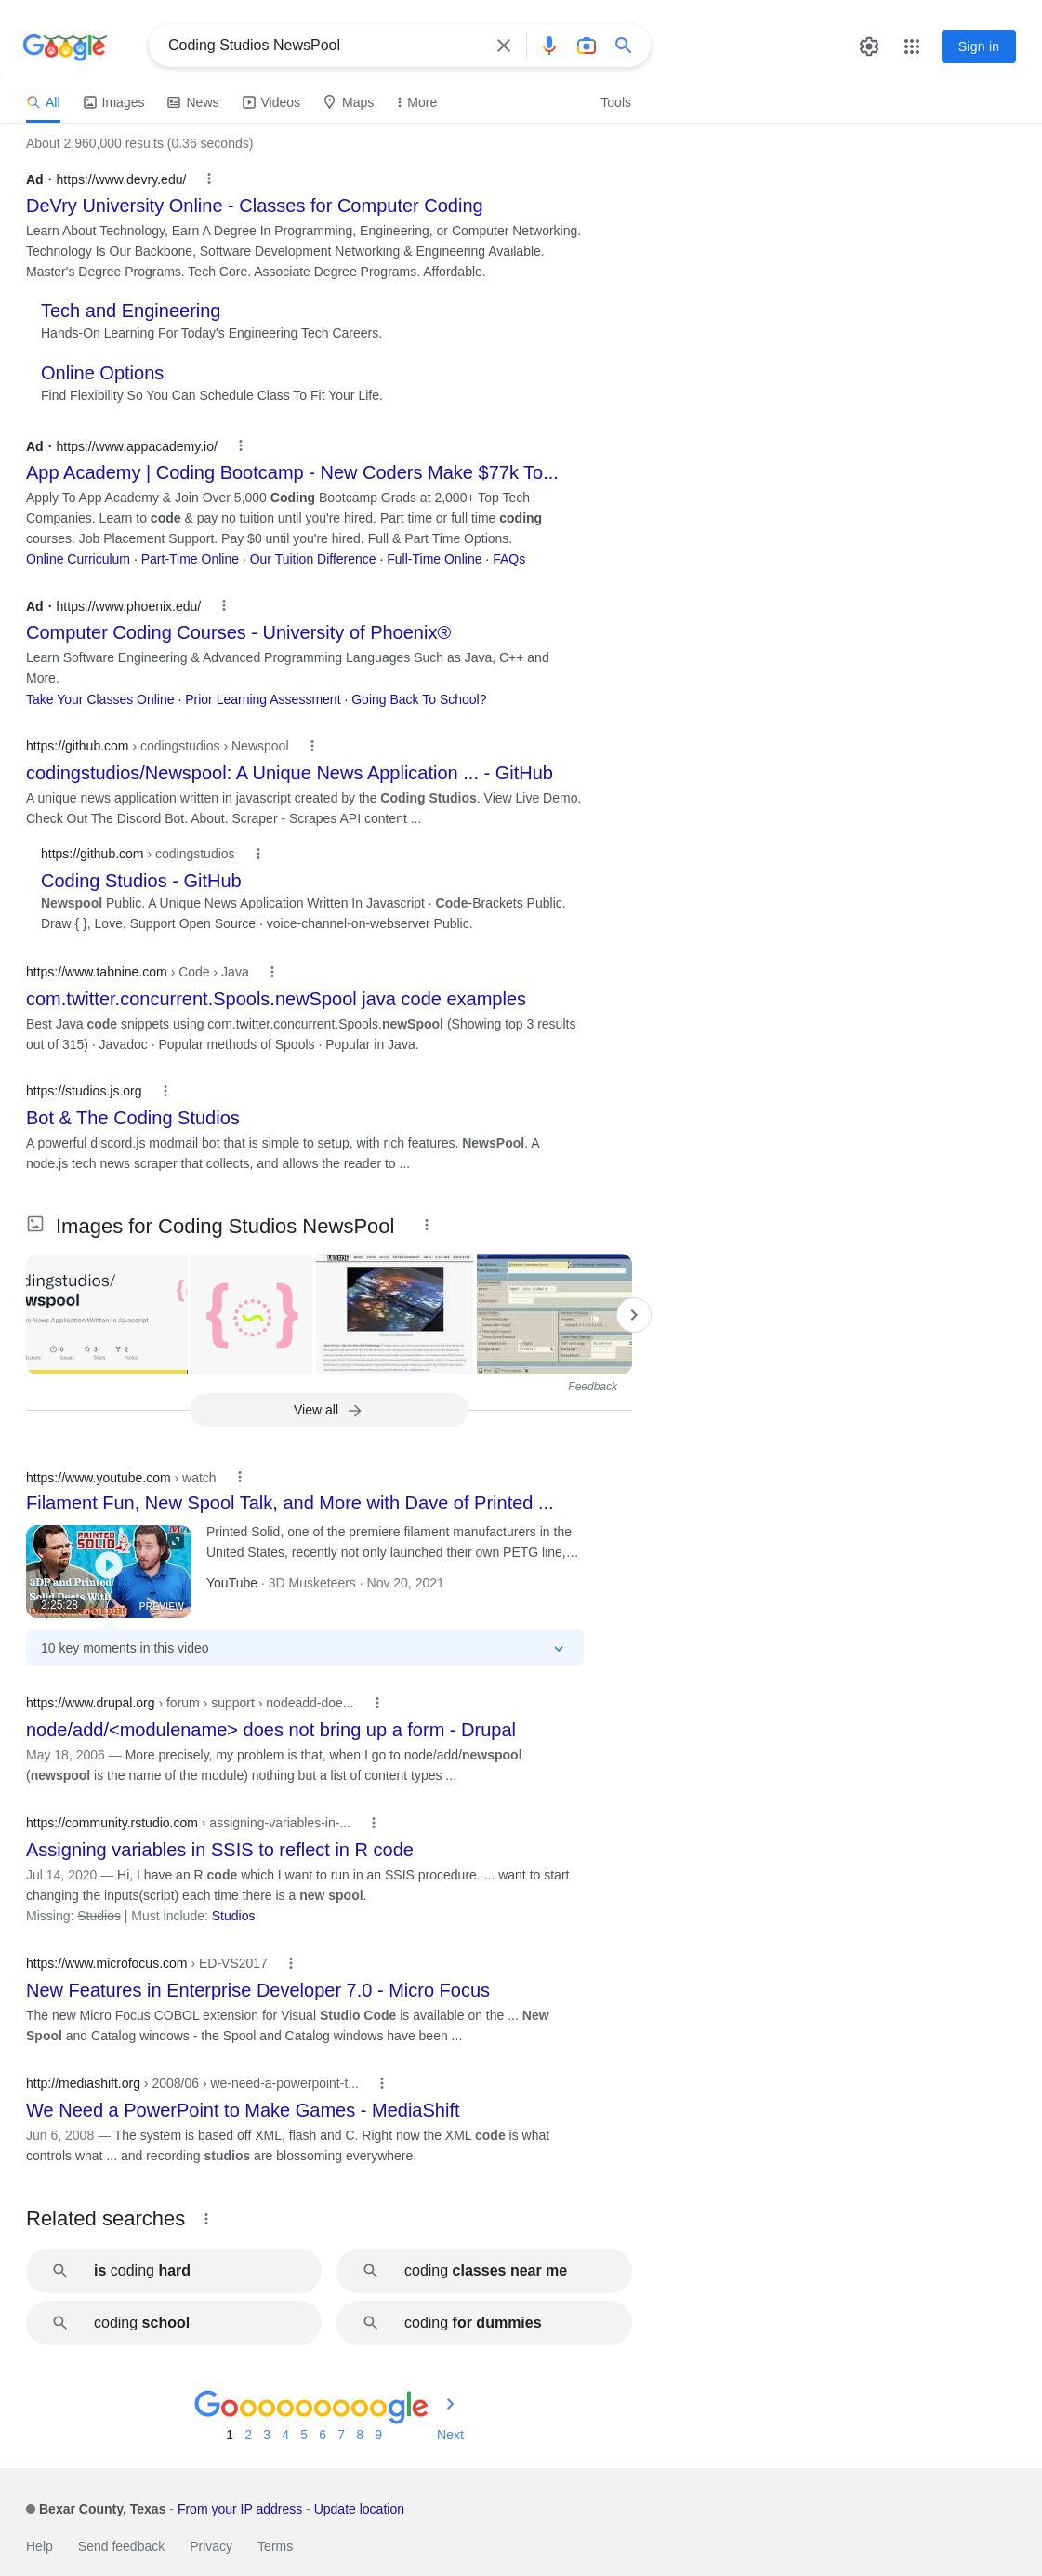 Google
Coding Studios NewsPool
Sign in
All
Images
News
Videos
Maps
More
Tools
About 2,960,000 results (0.36 seconds)
Ad · https://www.devry.edu/
DeVry University Online - Classes for Computer Coding
Learn About Technology, Earn A Degree In Programming, Engineering, or Computer Networking.
Technology Is Our Backbone, Software Development Networking & Engineering Available.
Master's Degree Programs. Tech Core. Associate Degree Programs. Affordable.
Tech and Engineering
Hands-On Learning For Today's Engineering Tech Careers.
Online Options
Find Flexibility So You Can Schedule Class To Fit Your Life.
Ad · https://www.appacademy.io/
App Academy | Coding Bootcamp - New Coders Make $77k To...
Apply To App Academy & Join Over 5,000 Coding Bootcamp Grads at 2,000+ Top Tech
Companies. Learn to code & pay no tuition until you're hired. Part time or full time coding
courses. Job Placement Support. Pay $0 until you're hired. Full & Part Time Options.
Online Curriculum · Part-Time Online · Our Tuition Difference · Full-Time Online · FAQs
Ad · https://www.phoenix.edu/
Computer Coding Courses - University of Phoenix®
Learn Software Engineering & Advanced Programming Languages Such as Java, C++ and
More.
Take Your Classes Online · Prior Learning Assessment · Going Back To School?
https://github.com › codingstudios › Newspool
codingstudios/Newspool: A Unique News Application ... - GitHub
A unique news application written in javascript created by the Coding Studios. View Live Demo.
Check Out The Discord Bot. About. Scraper - Scrapes API content ...
https://github.com › codingstudios
Coding Studios - GitHub
Newspool Public. A Unique News Application Written In Javascript · Code-Brackets Public.
Draw { }, Love, Support Open Source · voice-channel-on-webserver Public.
https://www.tabnine.com › Code › Java
com.twitter.concurrent.Spools.newSpool java code examples
Best Java code snippets using com.twitter.concurrent.Spools.newSpool (Showing top 3 results
out of 315) · Javadoc · Popular methods of Spools · Popular in Java.
https://studios.js.org
Bot & The Coding Studios
A powerful discord.js modmail bot that is simple to setup, with rich features. NewsPool. A
node.js tech news scraper that collects, and allows the reader to ...
Images for Coding Studios NewsPool
dingstudios/
wspool
e News Application Written In Javascript
0 3 2
Issues Stars Forks
Feedback
View all
https://www.youtube.com › watch
Filament Fun, New Spool Talk, and More with Dave of Printed ...
PRINTED
SOLID
3DP and Printed
Solid Deets With
2:25:28
PREVIEW
Printed Solid, one of the premiere filament manufacturers in the
United States, recently not only launched their own PETG line,…
YouTube · 3D Musketeers · Nov 20, 2021
10 key moments in this video
https://www.drupal.org › forum › support › nodeadd-doe...
node/add/<modulename> does not bring up a form - Drupal
May 18, 2006 — More precisely, my problem is that, when I go to node/add/newspool
(newspool is the name of the module) nothing but a list of content types ...
https://community.rstudio.com › assigning-variables-in-...
Assigning variables in SSIS to reflect in R code
Jul 14, 2020 — Hi, I have an R code which I want to run in an SSIS procedure. ... want to start
changing the inputs(script) each time there is a new spool.
Missing: Studios | Must include: Studios
https://www.microfocus.com › ED-VS2017
New Features in Enterprise Developer 7.0 - Micro Focus
The new Micro Focus COBOL extension for Visual Studio Code is available on the ... New
Spool and Catalog windows - the Spool and Catalog windows have been ...
http://mediashift.org › 2008/06 › we-need-a-powerpoint-t...
We Need a PowerPoint to Make Games - MediaShift
Jun 6, 2008 — The system is based off XML, flash and C. Right now the XML code is what
controls what ... and recording studios are blossoming everywhere.
Related searches
is coding hard
coding classes near me
coding school
coding for dummies
Goooooooooogle
1 2 3 4 5 6 7 8 9 Next
Bexar County, Texas - From your IP address - Update location
Help Send feedback Privacy Terms